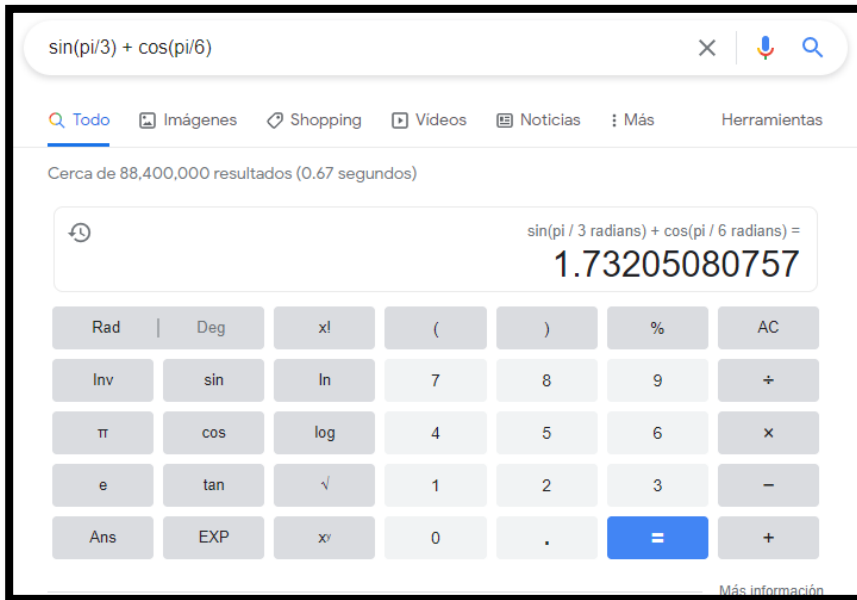 sin(pi/3) + cos(pi/6)
Todo Imágenes Shopping Videos Noticias Más Herramientas
Cerca de 88,400,000 resultados (0.67 segundos)
sin(pi / 3 radians) + cos(pi / 6 radians) =
1.73205080757
Rad | Deg x! ( ) % AC
Inv sin ln 7 8 9 ÷
π cos log 4 5 6 ×
e tan √ 1 2 3 −
Ans EXP xʸ 0 . = +
Más información